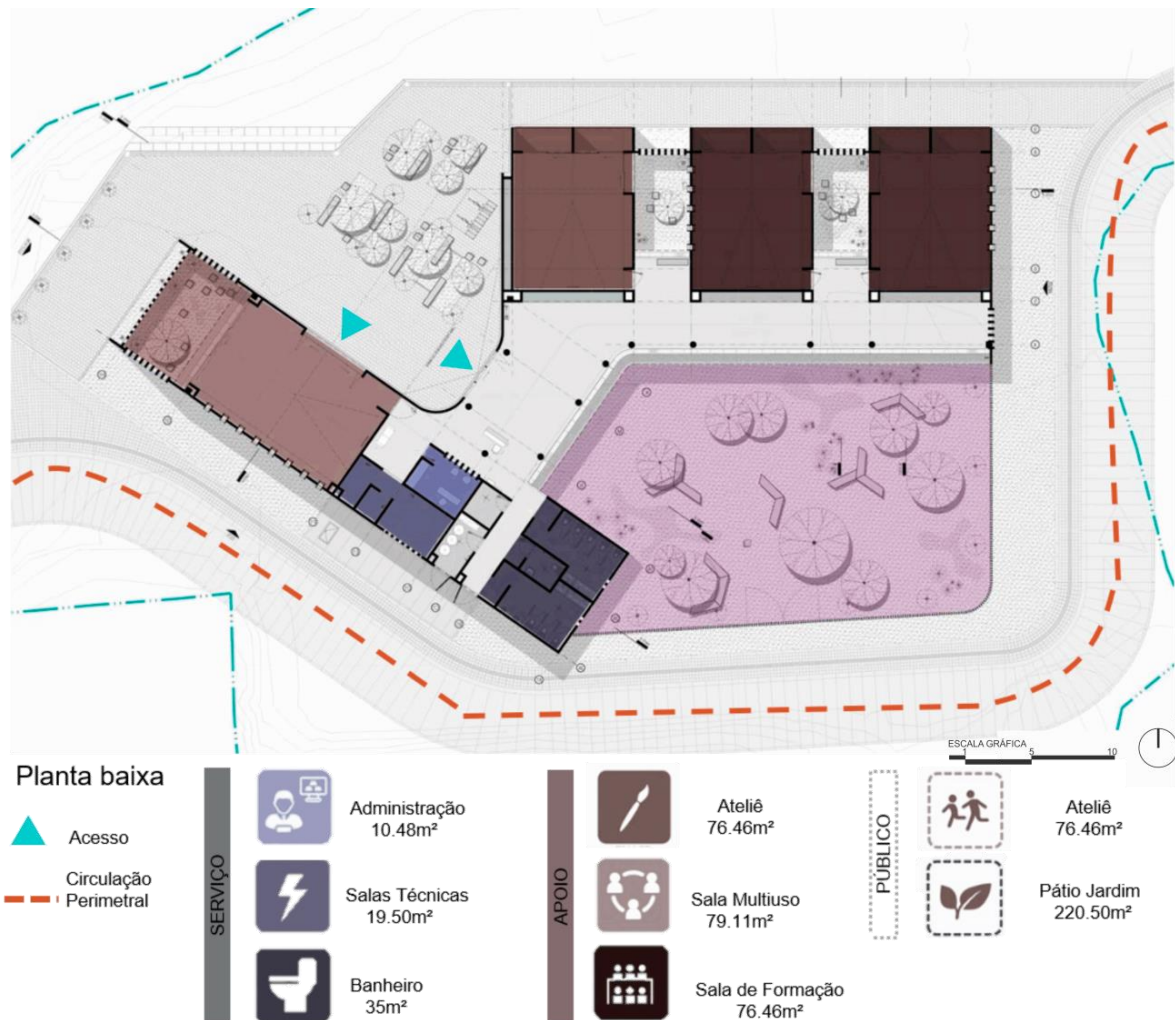 ESCALA GRÁFICA
1 5 10
Planta baixa
Acesso
Circulação
Perimetral
SERVIÇO
Administração
10.48m²
Salas Técnicas
19.50m²
Banheiro
35m²
APOIO
Ateliê
76.46m²
Sala Multiuso
79.11m²
Sala de Formação
76.46m²
PUBLICO
Ateliê
76.46m²
Pátio Jardim
220.50m²